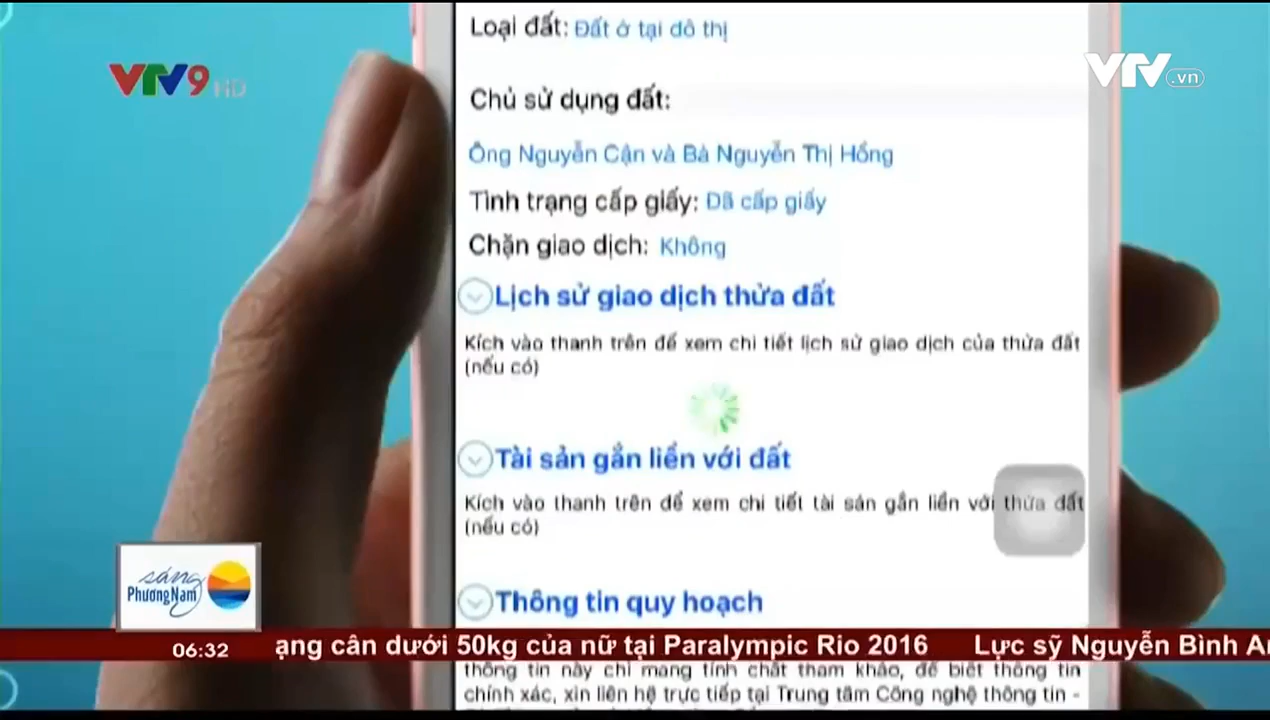 Loại đất: Đất ở tại đô thị
VTV9 HD
VTV.vn
Chủ sử dụng đất:
Ông Nguyễn Cận và Bà Nguyễn Thị Hồng
Tình trạng cấp giấy: Đã cấp giấy
Chặn giao dịch: Không
Lịch sử giao dịch thửa đất
Kích vào thanh trên để xem chi tiết lịch sử giao dịch của thửa đất
(nếu có)
Tài sản gắn liền với đất
Kích vào thanh trên để xem chi tiết tài sản gắn liền với thửa đất
(nếu có)
sáng
Phương Nam
Thông tin quy hoạch
06:32 ạng cân dưới 50kg của nữ tại Paralympic Rio 2016 Lực sỹ Nguyễn Bình An
thông tin này chỉ mang tính chất tham khảo, để biết thông tin
chính xác, xin liên hệ trực tiếp tại Trung tâm Công nghệ thông tin -